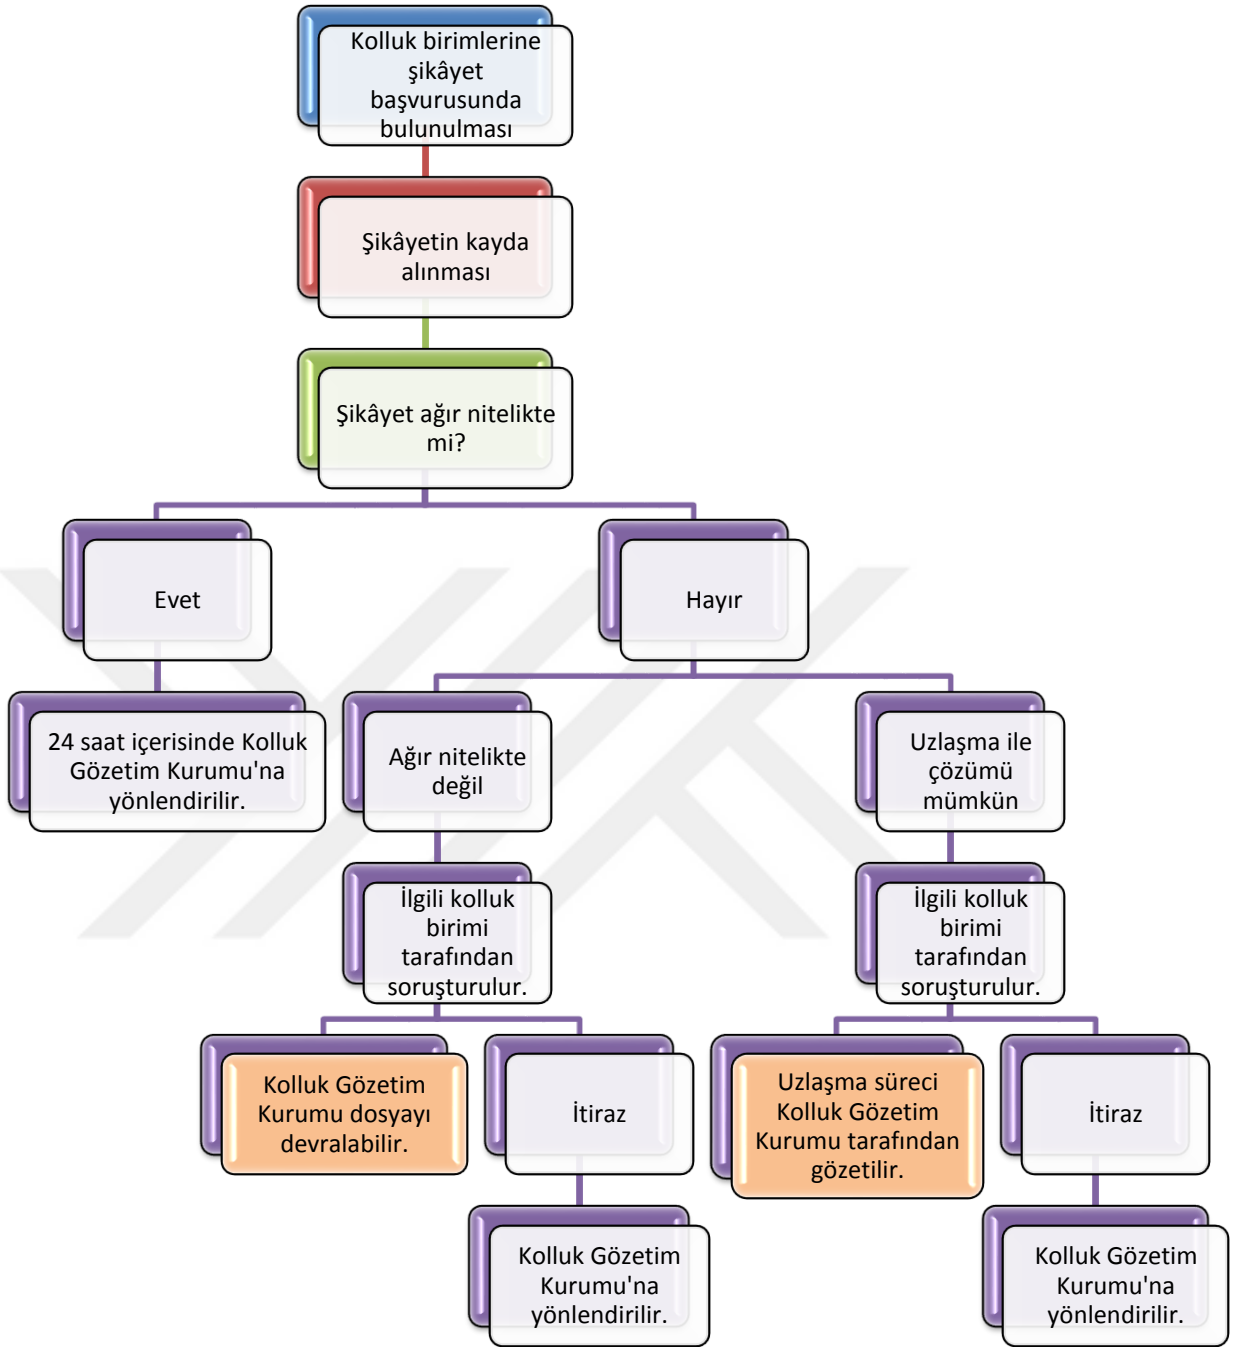 Kolluk birimlerine
şikâyet
başvurusunda
bulunulması
Şikâyetin kayda
alınması
Şikâyet ağır nitelikte
mi?
Evet
Hayır
24 saat içerisinde Kolluk
Gözetim Kurumu'na
yönlendirilir.
Ağır nitelikte
değil
Uzlaşma ile
çözümü
mümkün
İlgili kolluk
birimi
tarafından
soruşturulur.
İlgili kolluk
birimi
tarafından
soruşturulur.
Kolluk Gözetim
Kurumu dosyayı
devralabilir.
İtiraz
Uzlaşma süreci
Kolluk Gözetim
Kurumu tarafından
gözetilir.
İtiraz
Kolluk Gözetim
Kurumu'na
yönlendirilir.
Kolluk Gözetim
Kurumu'na
yönlendirilir.